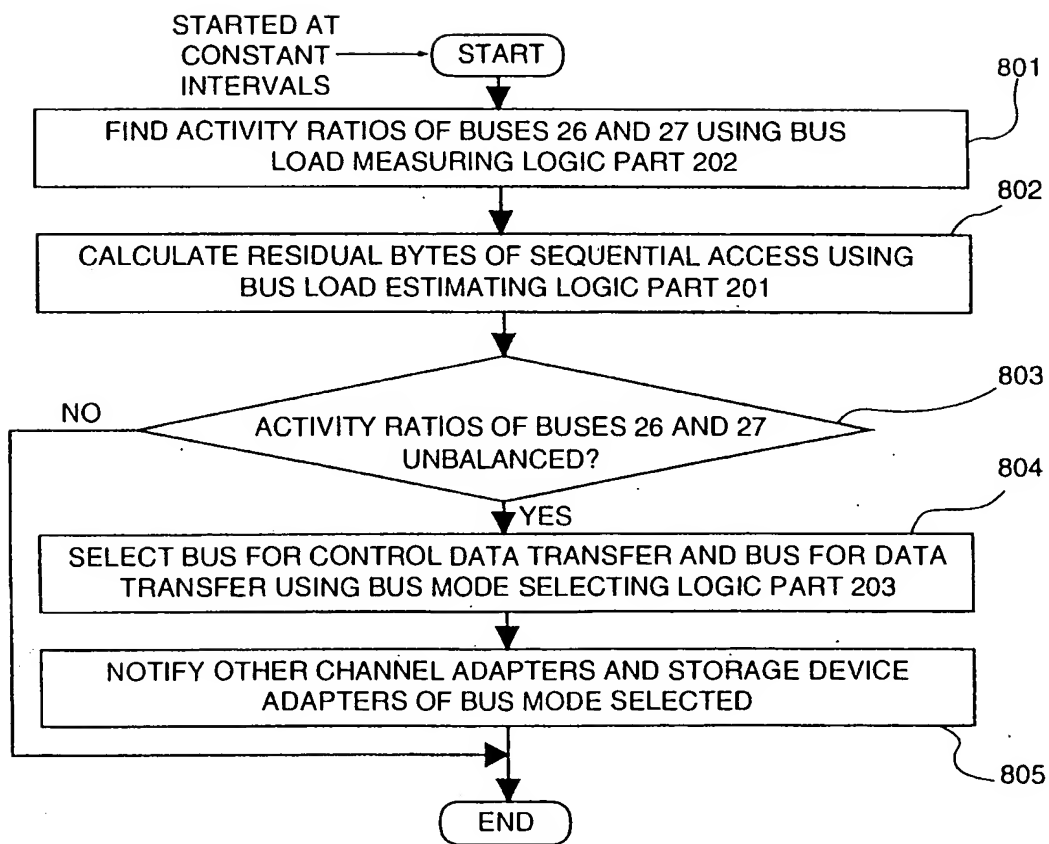 STARTED AT
CONSTANT
INTERVALS
START
801
FIND ACTIVITY RATIOS OF BUSES 26 AND 27 USING BUS
LOAD MEASURING LOGIC PART 202
802
CALCULATE RESIDUAL BYTES OF SEQUENTIAL ACCESS USING
BUS LOAD ESTIMATING LOGIC PART 201
803
NO
ACTIVITY RATIOS OF BUSES 26 AND 27
UNBALANCED?
804
YES
SELECT BUS FOR CONTROL DATA TRANSFER AND BUS FOR DATA
TRANSFER USING BUS MODE SELECTING LOGIC PART 203
NOTIFY OTHER CHANNEL ADAPTERS AND STORAGE DEVICE
ADAPTERS OF BUS MODE SELECTED
805
END